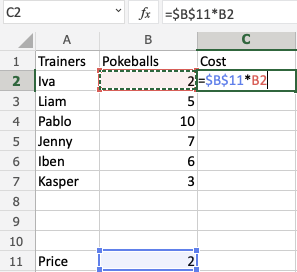 C2 fx =$B$11*B2
A B C
1 Trainers Pokeballs Cost
2 Iva 2 =$B$11*B2
3 Liam 5
4 Pablo 10
5 Jenny 7
6 Iben 6
7 Kasper 3
8
9
10
11 Price 2